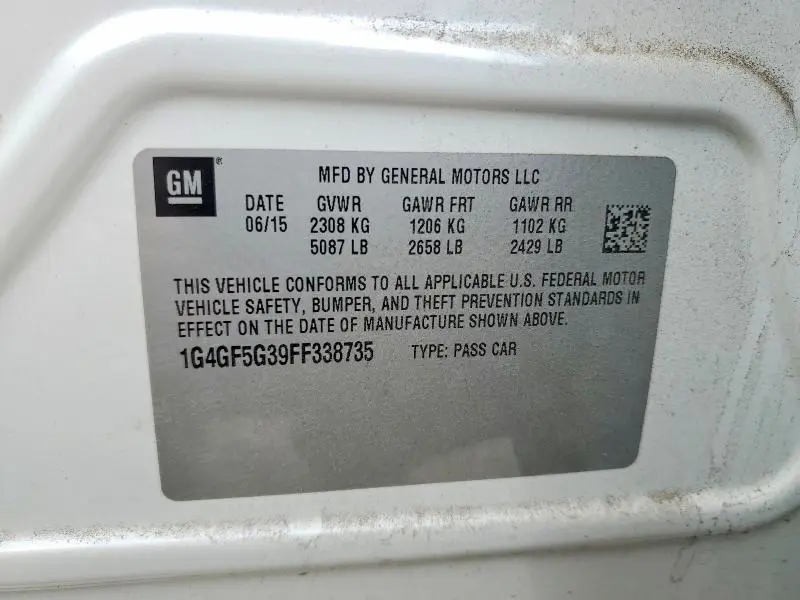 GM®
MFD BY GENERAL MOTORS LLC
DATE GVWR GAWR FRT GAWR RR
06/15 2308 KG 1206 KG 1102 KG
5087 LB 2658 LB 2429 LB
THIS VEHICLE CONFORMS TO ALL APPLICABLE U.S. FEDERAL MOTOR
VEHICLE SAFETY, BUMPER, AND THEFT PREVENTION STANDARDS IN
EFFECT ON THE DATE OF MANUFACTURE SHOWN ABOVE.
1G4GF5G39FF338735 TYPE: PASS CAR